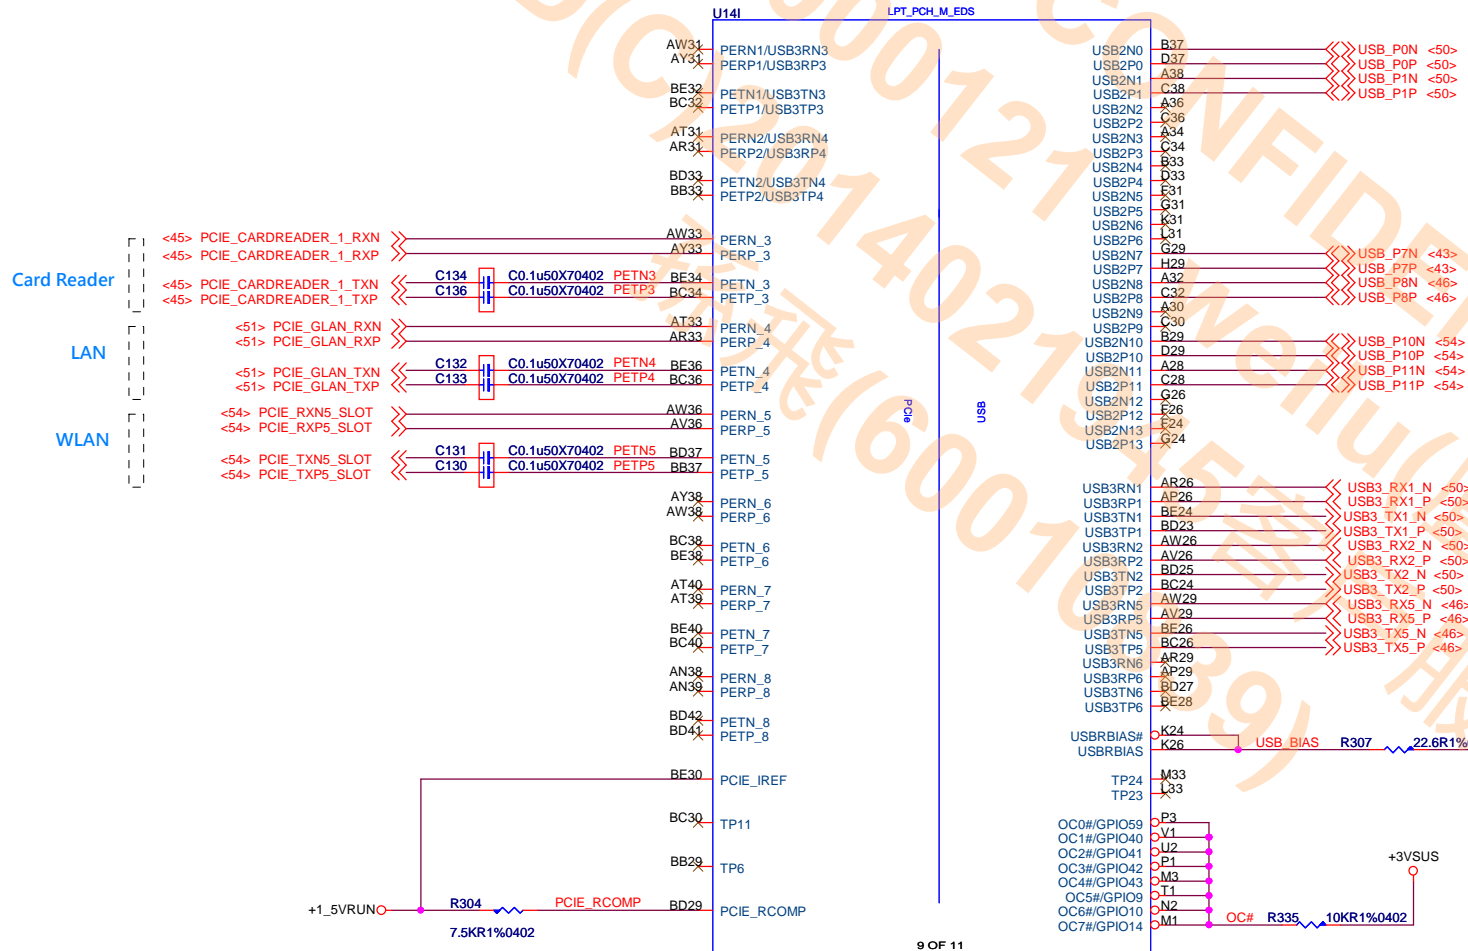 U14I
LPT_PCH_M_EDS
AW31 PERN1/USB3RN3
AY31 PERP1/USB3RP3
BE32 PETN1/USB3TN3
BC32 PETP1/USB3TP3
AT31 PERN2/USB3RN4
AR31 PERP2/USB3RP4
BD33 PETN2/USB3TN4
BB33 PETP2/USB3TP4
Card Reader
<45> PCIE_CARDREADER_1_RXN AW33 PERN_3
<45> PCIE_CARDREADER_1_RXP AY33 PERP_3
<45> PCIE_CARDREADER_1_TXN C134 C0.1u50X70402 PETN3 BE34 PETN_3
<45> PCIE_CARDREADER_1_TXP C136 C0.1u50X70402 PETP3 BC34 PETP_3
LAN
<51> PCIE_GLAN_RXN AT33 PERN_4
<51> PCIE_GLAN_RXP AR33 PERP_4
<51> PCIE_GLAN_TXN C132 C0.1u50X70402 PETN4 BE36 PETN_4
<51> PCIE_GLAN_TXP C133 C0.1u50X70402 PETP4 BC36 PETP_4
WLAN
<54> PCIE_RXN5_SLOT AW36 PERN_5
<54> PCIE_RXP5_SLOT AV36 PERP_5
<54> PCIE_TXN5_SLOT C131 C0.1u50X70402 PETN5 BD37 PETN_5
<54> PCIE_TXP5_SLOT C130 C0.1u50X70402 PETP5 BB37 PETP_5
AY38 PERN_6
AW38 PERP_6
BC38 PETN_6
BE38 PETP_6
AT40 PERN_7
AT39 PERP_7
BE40 PETN_7
BC40 PETP_7
AN38 PERN_8
AN39 PERP_8
BD42 PETN_8
BD41 PETP_8
BE30 PCIE_IREF
BC30 TP11
BB29 TP6
+1_5VRUN R304 PCIE_RCOMP BD29 PCIE_RCOMP
7.5KR1%0402
PCIe
USB
USB2N0 B37 USB_P0N <50>
USB2P0 D37 USB_P0P <50>
USB2N1 A38 USB_P1N <50>
USB2P1 C38 USB_P1P <50>
USB2N2 A36
USB2P2 C36
USB2N3 A34
USB2P3 C34
USB2N4 B33
USB2P4 D33
USB2N5 F31
USB2P5 G31
USB2N6 K31
USB2P6 L31
USB2N7 G29 USB_P7N <43>
USB2P7 H29 USB_P7P <43>
USB2N8 A32 USB_P8N <46>
USB2P8 C32 USB_P8P <46>
USB2N9 A30
USB2P9 C30
USB2N10 B29 USB_P10N <54>
USB2P10 D29 USB_P10P <54>
USB2N11 A28 USB_P11N <54>
USB2P11 C28 USB_P11P <54>
USB2N12 G26
USB2P12 F26
USB2N13 F24
USB2P13 G24
USB3RN1 AR26 USB3_RX1_N <50>
USB3RP1 AP26 USB3_RX1_P <50>
USB3TN1 BE24 USB3_TX1_N <50>
USB3TP1 BD23 USB3_TX1_P <50>
USB3RN2 AW26 USB3_RX2_N <50>
USB3RP2 AV26 USB3_RX2_P <50>
USB3TN2 BD25 USB3_TX2_N <50>
USB3TP2 BC24 USB3_TX2_P <50>
USB3RN5 AW29 USB3_RX5_N <46>
USB3RP5 AV29 USB3_RX5_P <46>
USB3TN5 BE26 USB3_TX5_N <46>
USB3TP5 BC26 USB3_TX5_P <46>
USB3RN6 AR29
USB3RP6 AP29
USB3TN6 BD27
USB3TP6 BE28
USBRBIAS# K24
USBRBIAS K26 USB_BIAS R307 22.6R1%
TP24 M33
TP23 L33
OC0#/GPIO59 P3
OC1#/GPIO40 V1
OC2#/GPIO41 U2
OC3#/GPIO42 P1
OC4#/GPIO43 M3
OC5#/GPIO9 T1
OC6#/GPIO10 N2
OC7#/GPIO14 M1 OC# R335 10KR1%0402
+3VSUS
9 OF 11